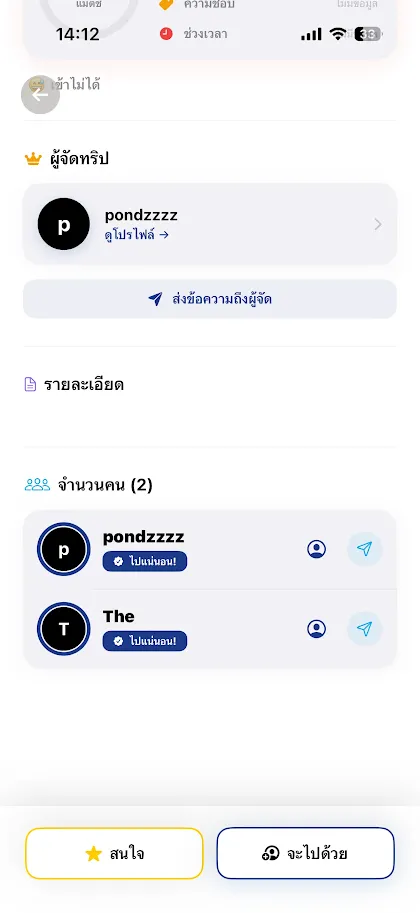 แมตช์
ความชอบ
ไม่มีข้อมูล
14:12
ช่วงเวลา
33
เข้าไม่ได้
ผู้จัดทริป
p
pondzzzz
ดูโปรไฟล์ →
ส่งข้อความถึงผู้จัด
รายละเอียด
จำนวนคน (2)
p
pondzzzz
ไปแน่นอน!
T
The
ไปแน่นอน!
สนใจ
จะไปด้วย